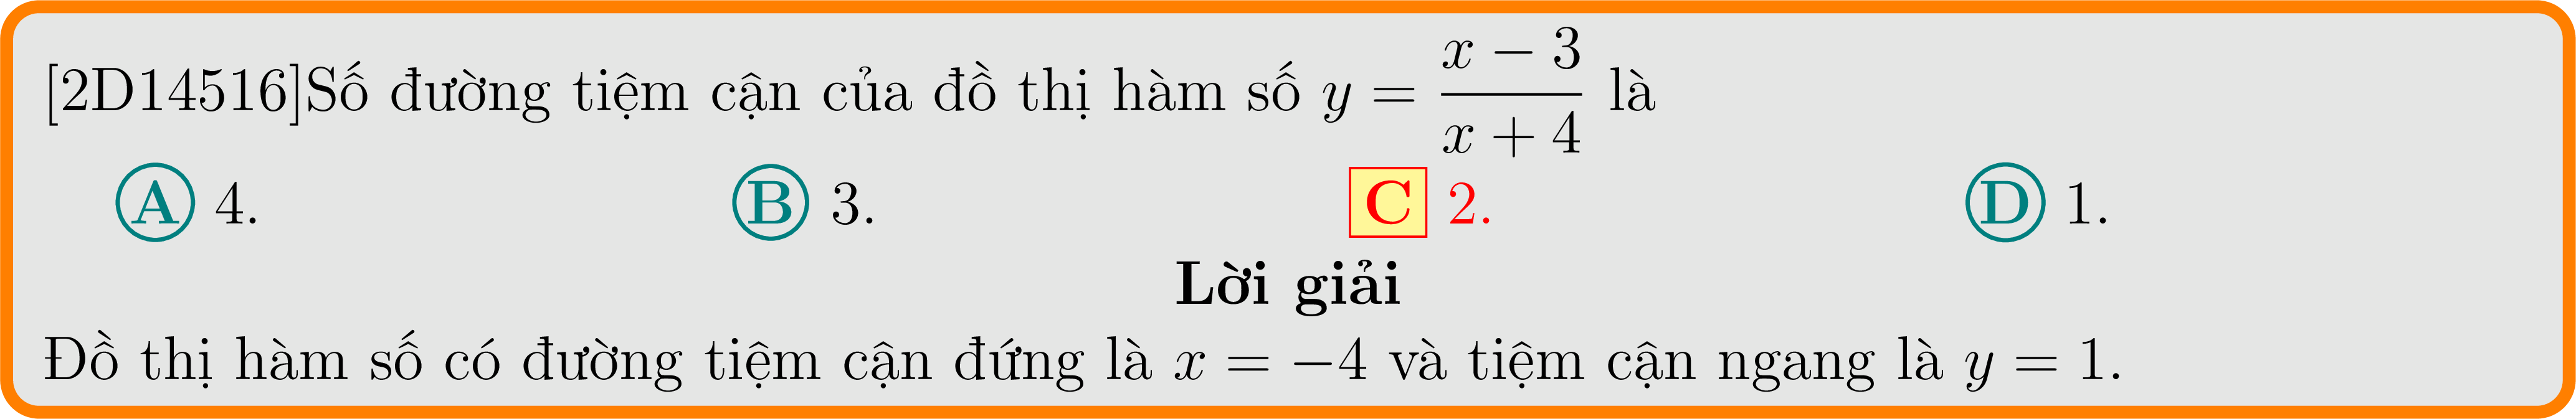 [2D14516]Số đường tiệm cận của đồ thị hàm số y = \frac{x − 3}{x + 4} là
A 4. B 3. C 2. D 1.
Lời giải
Đồ thị hàm số có đường tiệm cận đứng là x = −4 và tiệm cận ngang là y = 1.